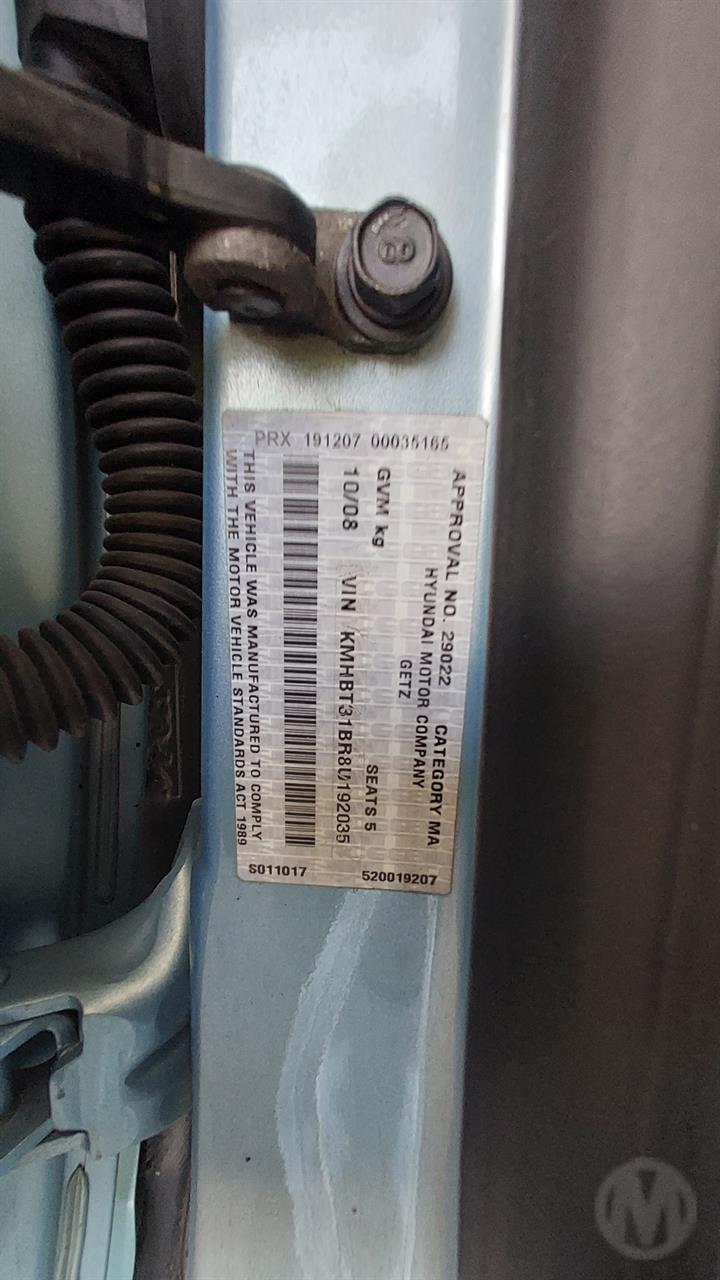 PRX 191207 00035165
APPROVAL NO. 29022 CATEGORY MA
HYUNDAI MOTOR COMPANY
GETZ
GVM kg SEATS 5
10/08 VIN KMHBT31BR8U192035
THIS VEHICLE WAS MANUFACTURED TO COMPLY
WITH THE MOTOR VEHICLE STANDARDS ACT 1989
S011017 520019207
M